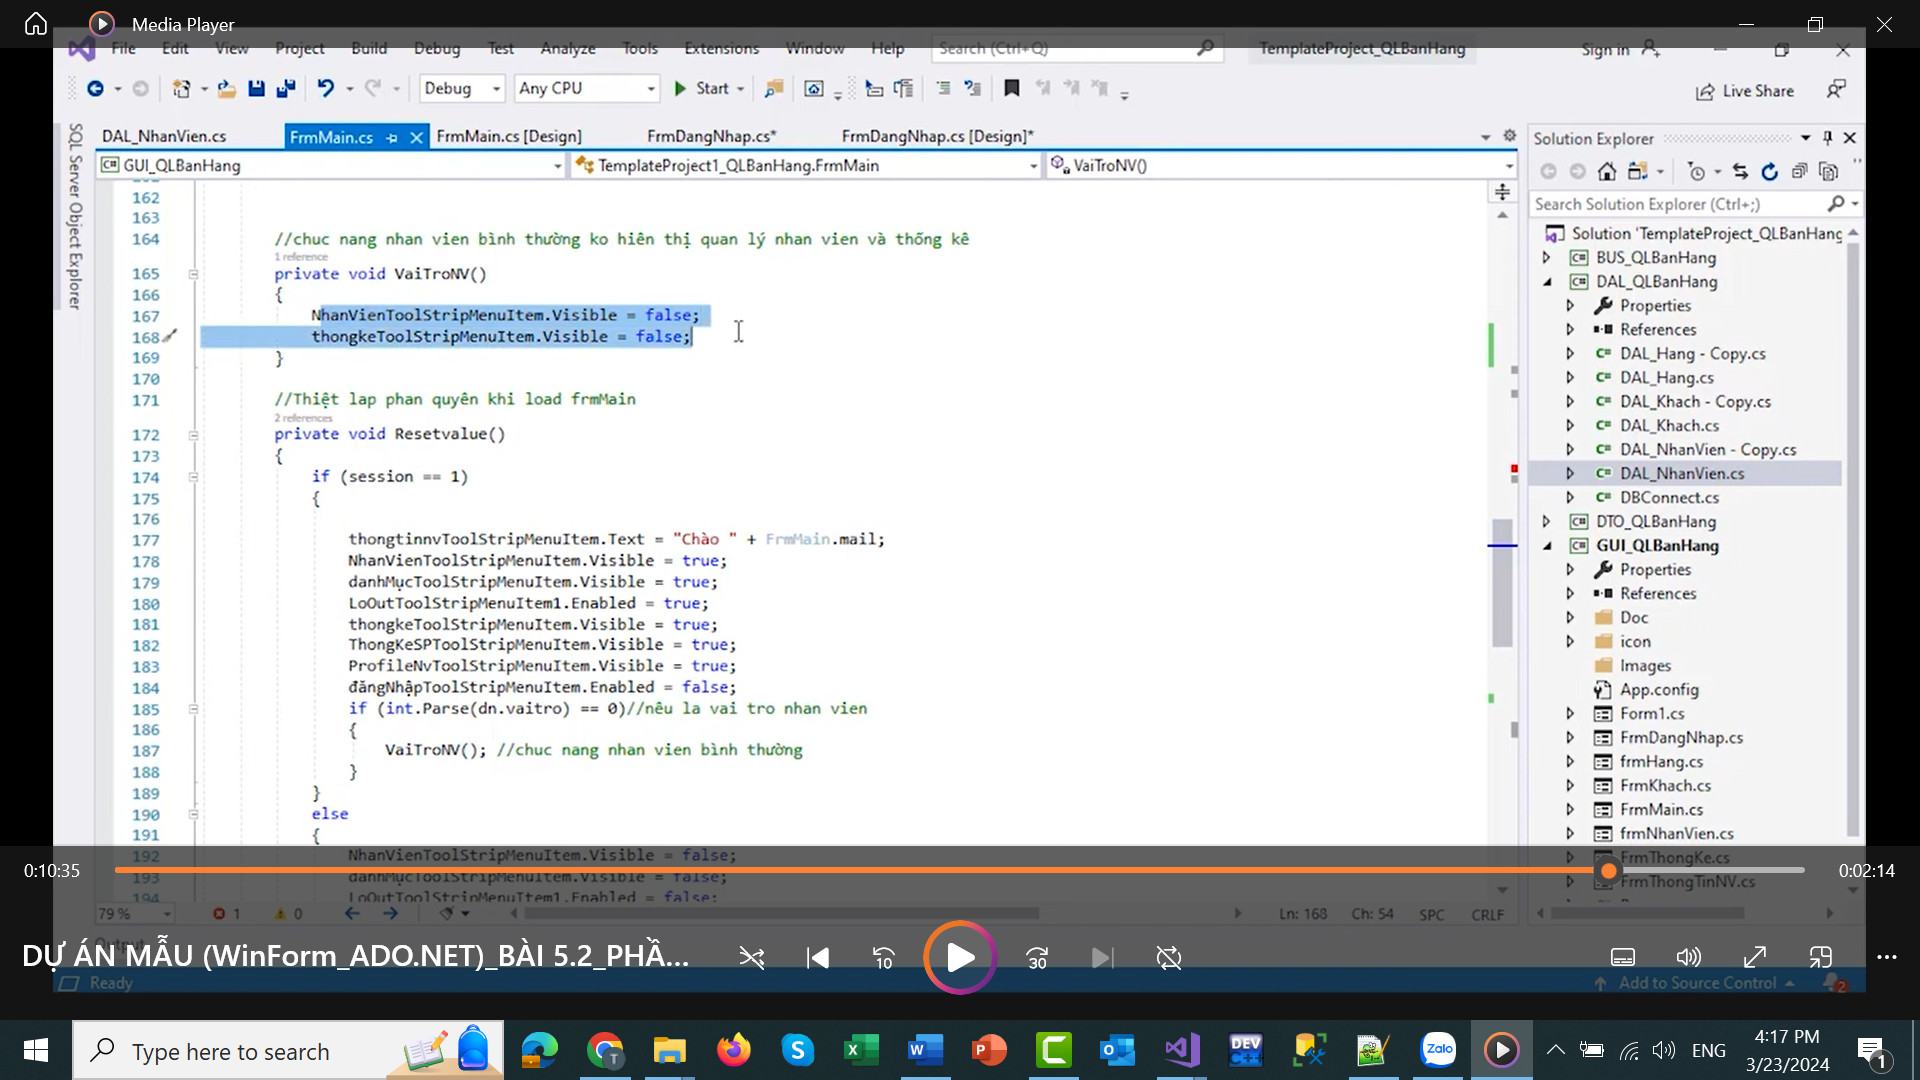 Media Player
File Edit View Project Build Debug Test Analyze Tools Extensions Window Help Search (Ctrl+Q) TemplateProject_QLBanHang Sign in
Debug Any CPU Start Live Share
SQL Server Object Explorer
DAL_NhanVien.cs FrmMain.cs FrmMain.cs [Design] FrmDangNhap.cs* FrmDangNhap.cs [Design]*
GUI_QLBanHang TemplateProject1_QLBanHang.FrmMain VaiTroNV()
162
163
164 //chuc nang nhan vien bình thường ko hiên thị quan lý nhan vien và thống kê
1 reference
165 private void VaiTroNV()
166 {
167 NhanVienToolStripMenuItem.Visible = false;
168 thongkeToolStripMenuItem.Visible = false;
169 }
170
171 //Thiệt lap phan quyên khi load frmMain
2 references
172 private void Resetvalue()
173 {
174 if (session == 1)
175 {
176
177 thongtinnvToolStripMenuItem.Text = "Chào " + FrmMain.mail;
178 NhanVienToolStripMenuItem.Visible = true;
179 danhMụcToolStripMenuItem.Visible = true;
180 LoOutToolStripMenuItem1.Enabled = true;
181 thongkeToolStripMenuItem.Visible = true;
182 ThongKeSPToolStripMenuItem.Visible = true;
183 ProfileNvToolStripMenuItem.Visible = true;
184 đăngNhậpToolStripMenuItem.Enabled = false;
185 if (int.Parse(dn.vaitro) == 0)//nêu la vai tro nhan vien
186 {
187 VaiTroNV(); //chuc nang nhan vien bình thường
188 }
189 }
190 else
191 {
192 NhanVienToolStripMenuItem.Visible = false;
193 danhMụcToolStripMenuItem.Visible = false;
194 LoOutToolStripMenuItem1.Enabled = false;
79 % 1 0 Ln: 168 Ch: 54 SPC CRLF
Solution Explorer
Search Solution Explorer (Ctrl+;)
Solution 'TemplateProject_QLBanHang
BUS_QLBanHang
DAL_QLBanHang
Properties
References
DAL_Hang - Copy.cs
DAL_Hang.cs
DAL_Khach - Copy.cs
DAL_Khach.cs
DAL_NhanVien - Copy.cs
DAL_NhanVien.cs
DBConnect.cs
DTO_QLBanHang
GUI_QLBanHang
Properties
References
Doc
icon
Images
App.config
Form1.cs
FrmDangNhap.cs
frmHang.cs
FrmKhach.cs
FrmMain.cs
frmNhanVien.cs
FrmThongKe.cs
FrmThongTinNV.cs
0:10:35 0:02:14
Output
DỰ ÁN MẪU (WinForm_ADO.NET)_BÀI 5.2_PHẦ...
10 30
Ready Add to Source Control 2
Type here to search
DEV C++
Zalo
ENG
4:17 PM
3/23/2024
1